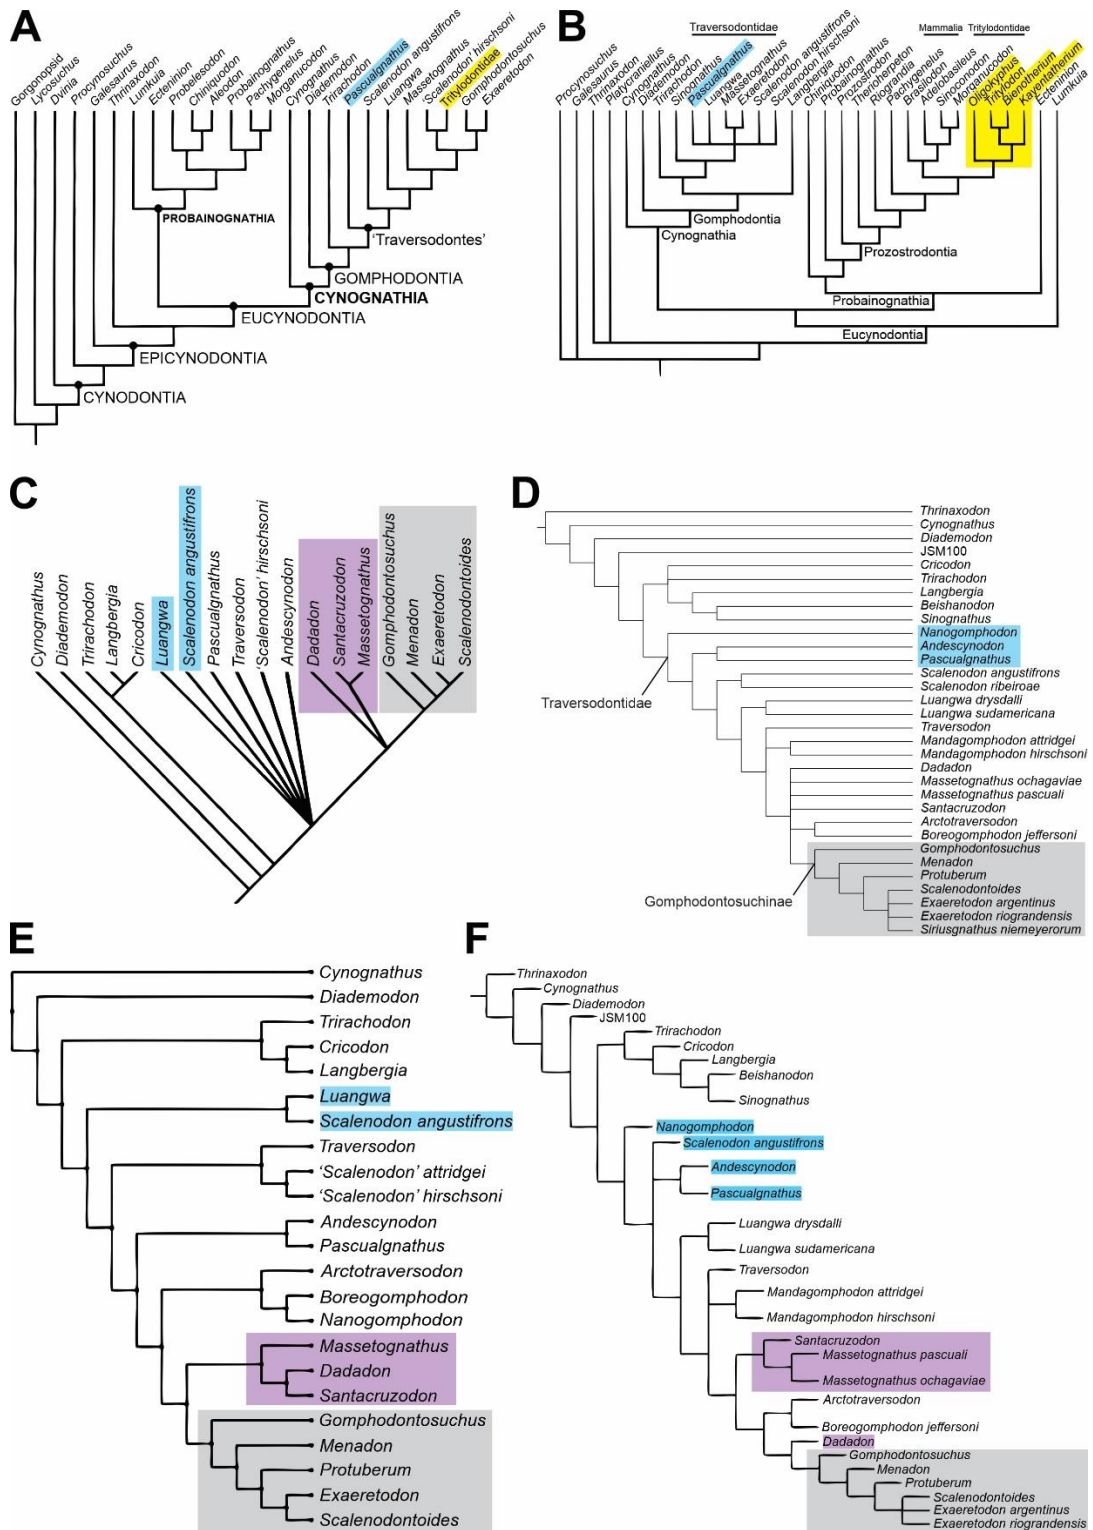 A
Gorgonopsid
Lycosuchus
Dvinia
Procynosuchus
Galesaurus
Thrinaxodon
Lumkuia
Ecteninion
Probelesodon
Chiniquodon
Aleodon
Probainognathus
Pachygenelus
Morganucodon
Cynognathus
Diademodon
Trirachodon
Pascualgnathus
Scalenodon angustifrons
Luangwa
Massetognathus
'Scalenodon' hirschsoni
Tritylodontidae
Gomphodontosuchus
Exaeretodon
PROBAINOGNATHIA
'Traversodontes'
GOMPHODONTIA
CYNOGNATHIA
EUCYNODONTIA
EPICYNODONTIA
CYNODONTIA
B
Traversodontidae
Mammalia
Tritylodontidae
Procynosuchus
Galesaurus
Thrinaxodon
Platycranielus
Cynognathus
Diademodon
Trirachodon
Sinognathus
Pascualgnathus
Luangwa
Massetognathus
Exaeretodon
Scalenodon angustifrons
Scalenodon hirschsoni
Langbergia
Chiniquodon
Probainognathus
Prozostrodon
Therioherpeton
Riograndia
Pachygenelus
Brasilodon
Adelobasileus
Sinoconodon
Morganucodon
Oligokyphus
Tritylodon
Bienotherium
Kayentatherium
Ecteninion
Lumkuia
Gomphodontia
Cynognathia
Prozostrodontia
Probainognathia
Eucynodontia
C
Cynognathus
Diademodon
Trirachodon
Langbergia
Cricodon
Luangwa
Scalenodon angustifrons
Pascualgnathus
Traversodon
'Scalenodon' hirschsoni
Andescynodon
Dadadon
Santacruzodon
Massetognathus
Gomphodontosuchus
Menadon
Exaeretodon
Scalenodontoides
D
Thrinaxodon
Cynognathus
Diademodon
JSM100
Cricodon
Trirachodon
Langbergia
Beishanodon
Sinognathus
Nanogomphodon
Andescynodon
Pascualgnathus
Scalenodon angustifrons
Scalenodon ribeiroae
Luangwa drysdalli
Luangwa sudamericana
Traversodon
Mandagomphodon attridgei
Mandagomphodon hirschsoni
Dadadon
Massetognathus ochagaviae
Massetognathus pascuali
Santacruzodon
Arctotraversodon
Boreogomphodon jeffersoni
Gomphodontosuchus
Menadon
Protuberum
Scalenodontoides
Exaeretodon argentinus
Exaeretodon riograndensis
Siriusgnathus niemeyerorum
Traversodontidae
Gomphodontosuchinae
E
Cynognathus
Diademodon
Trirachodon
Cricodon
Langbergia
Luangwa
Scalenodon angustifrons
Traversodon
'Scalenodon' attridgei
'Scalenodon' hirschsoni
Andescynodon
Pascualgnathus
Arctotraversodon
Boreogomphodon
Nanogomphodon
Massetognathus
Dadadon
Santacruzodon
Gomphodontosuchus
Menadon
Protuberum
Exaeretodon
Scalenodontoides
F
Thrinaxodon
Cynognathus
Diademodon
JSM100
Trirachodon
Cricodon
Langbergia
Beishanodon
Sinognathus
Nanogomphodon
Scalenodon angustifrons
Andescynodon
Pascualgnathus
Luangwa drysdalli
Luangwa sudamericana
Traversodon
Mandagomphodon attridgei
Mandagomphodon hirschsoni
Santacruzodon
Massetognathus pascuali
Massetognathus ochagaviae
Arctotraversodon
Boreogomphodon jeffersoni
Dadadon
Gomphodontosuchus
Menadon
Protuberum
Scalenodontoides
Exaeretodon argentinus
Exaeretodon riograndensis